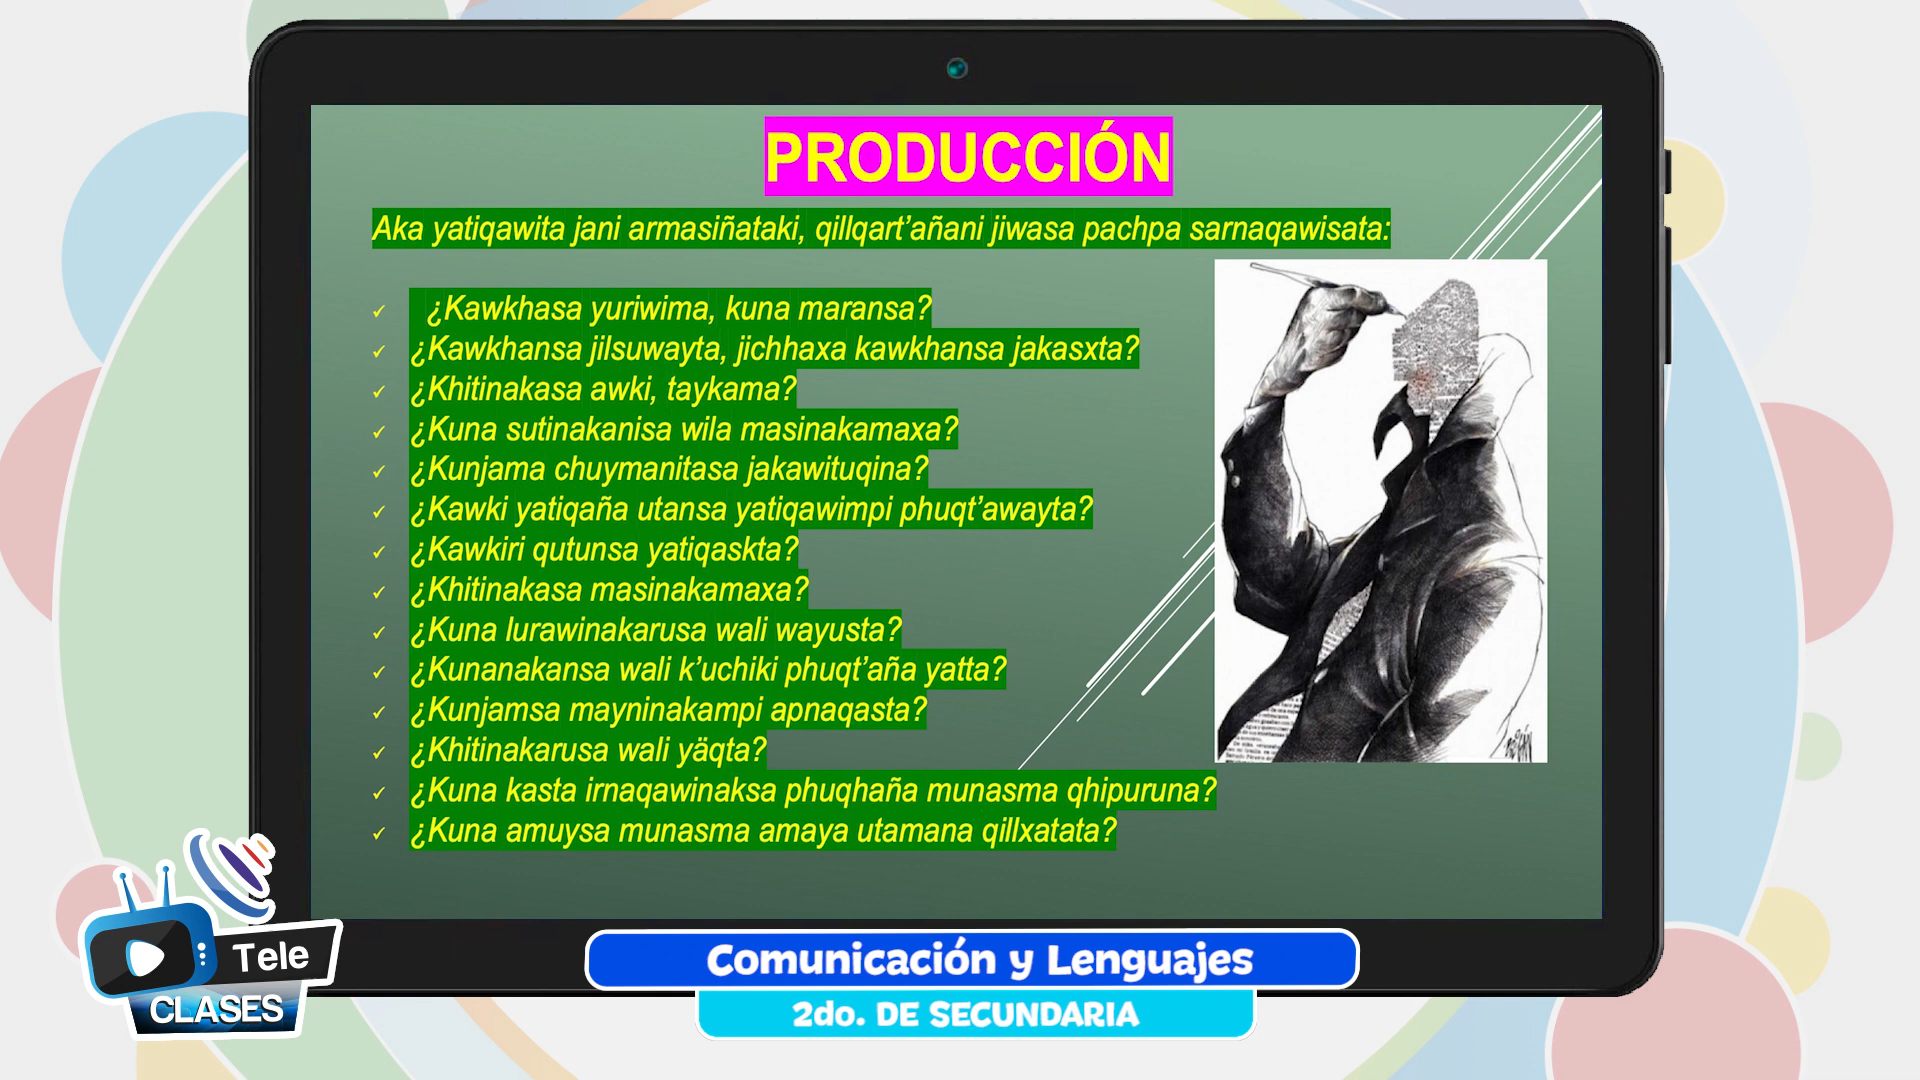 PRODUCCIÓN
Aka yatiqawita jani armasiñataki, qillqart’añani jiwasa pachpa sarnaqawisata:
¿Kawkhasa yuriwima, kuna maransa?
¿Kawkhansa jilsuwayta, jichhaxa kawkhansa jakasxta?
¿Khitinakasa awki, taykama?
¿Kuna sutinakanisa wila masinakamaxa?
¿Kunjama chuymanitasa jakawituqina?
¿Kawki yatiqaña utansa yatiqawimpi phuqt’awayta?
¿Kawkiri qutunsa yatiqaskta?
¿Khitinakasa masinakamaxa?
¿Kuna lurawinakarusa wali wayusta?
¿Kunanakansa wali k’uchiki phuqt’aña yatta?
¿Kunjamsa mayninakampi apnaqasta?
¿Khitinakarusa wali yäqta?
¿Kuna kasta irnaqawinaksa phuqhaña munasma qhipuruna?
¿Kuna amuysa munasma amaya utamana qillxatata?
Tele
CLASES
Comunicación y Lenguajes
2do. DE SECUNDARIA